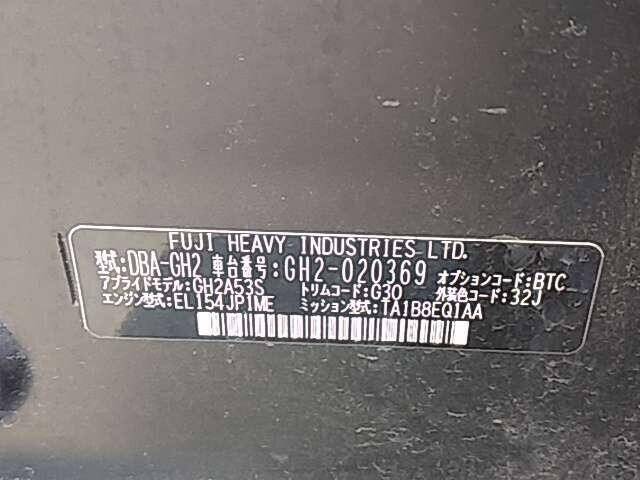 FUJI HEAVY INDUSTRIES LTD.
型式:DBA-GH2 車台番号:GH2-020369 オプションコード:BTC
アプライドモデル:GH2A53S トリムコード:G30 外装色コード:32J
エンジン型式:EL154JP1ME ミッション型式:TA1B8EQ1AA